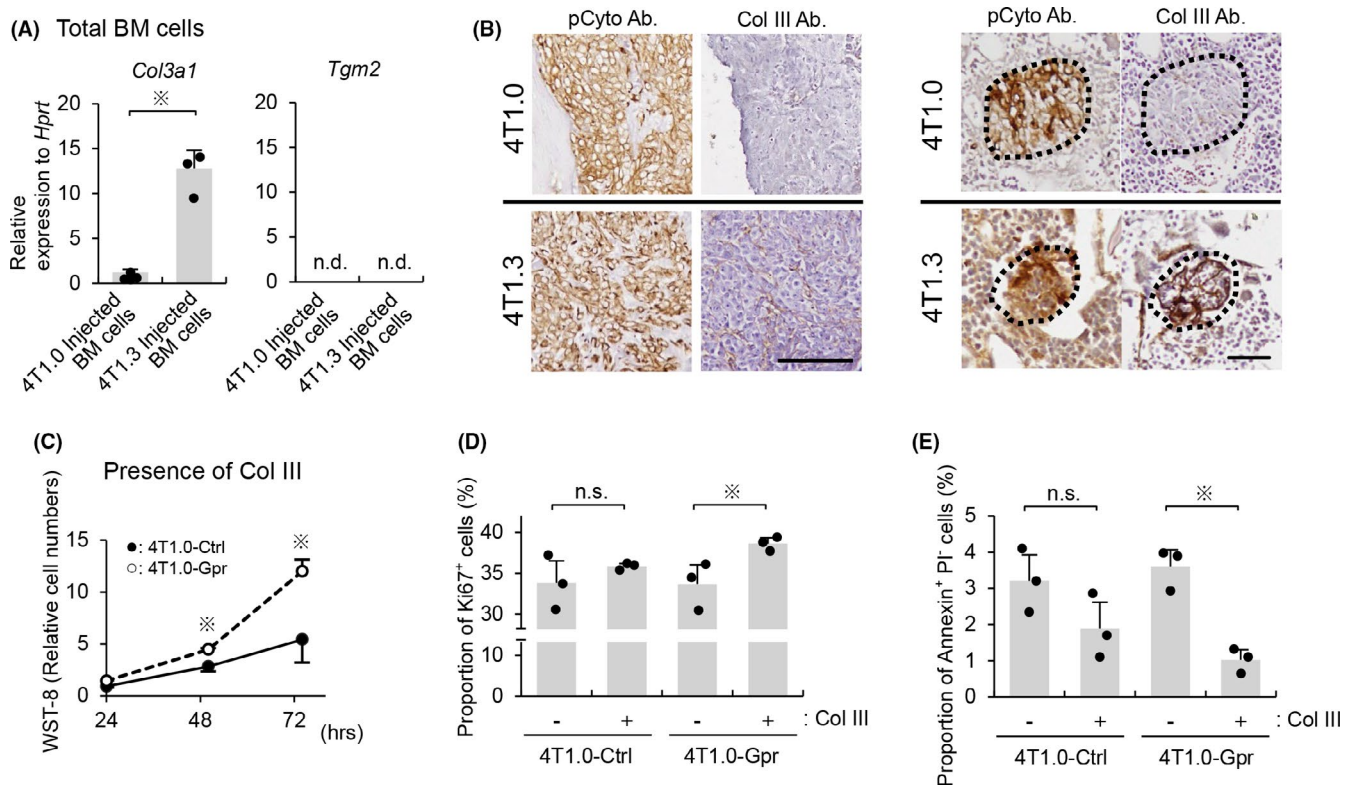 (A) Total BM cells
Col3a1
Tgm2
※
Relative
expression to Hprt
20
15
10
5
0
20
15
10
5
0
n.d.
n.d.
4T1.0 Injected
BM cells
4T1.3 Injected
BM cells
4T1.0 Injected
BM cells
4T1.3 Injected
BM cells
(B)
pCyto Ab.
Col III Ab.
pCyto Ab.
Col III Ab.
4T1.0
4T1.3
4T1.0
4T1.3
(C)
Presence of Col III
WST-8 (Relative cell numbers)
15
10
5
0
●: 4T1.0-Ctrl
○: 4T1.0-Gpr
※
※
24
48
72
(hrs)
(D)
Proportion of Ki67⁺ cells (%)
n.s.
※
40
35
30
10
0
-
+
-
+
: Col III
4T1.0-Ctrl
4T1.0-Gpr
(E)
Proportion of Annexin⁺ PI⁻ cells (%)
n.s.
※
5
4
3
2
1
0
-
+
-
+
: Col III
4T1.0-Ctrl
4T1.0-Gpr